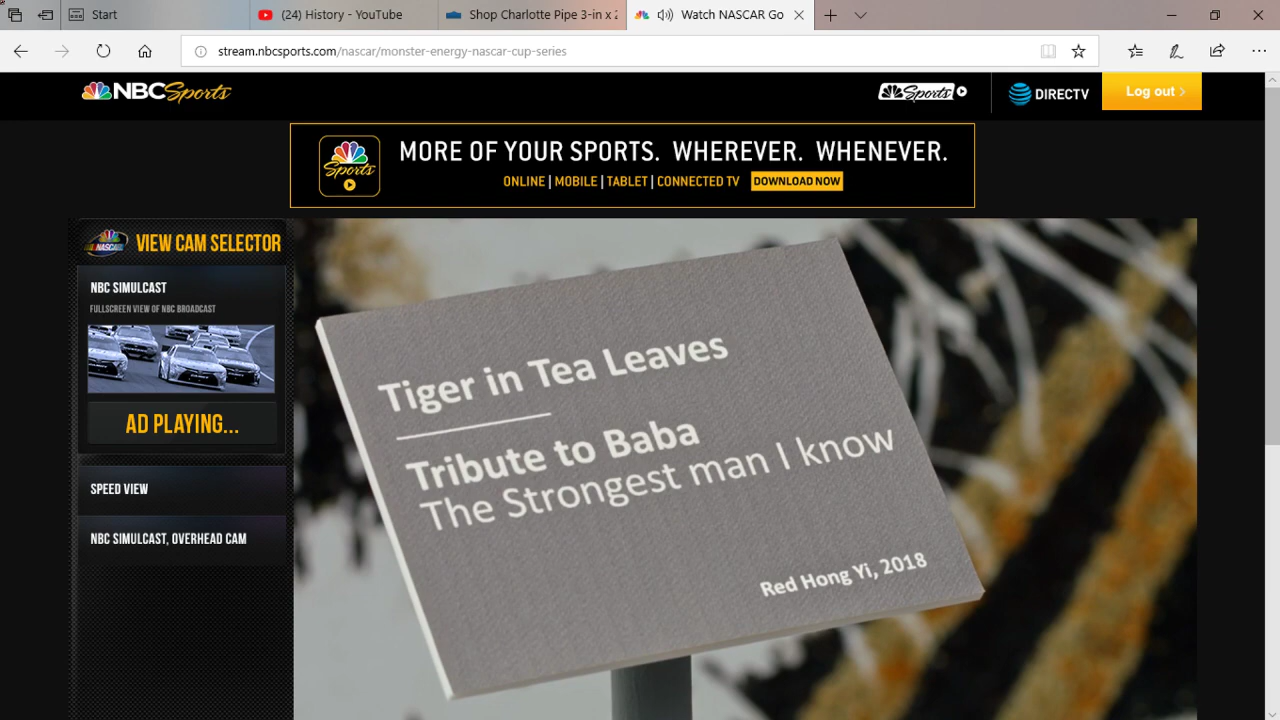 Start
(24) History - YouTube
Shop Charlotte Pipe 3-in x 2
Watch NASCAR Go
stream.nbcsports.com/nascar/monster-energy-nascar-cup-series
NBC Sports
Sports
DIRECTV
Log out
Sports
MORE OF YOUR SPORTS. WHEREVER. WHENEVER.
ONLINE | MOBILE | TABLET | CONNECTED TV DOWNLOAD NOW
NASCAR
VIEW CAM SELECTOR
NBC SIMULCAST
FULLSCREEN VIEW OF NBC BROADCAST
AD PLAYING...
SPEED VIEW
NBC SIMULCAST, OVERHEAD CAM
Tiger in Tea Leaves
Tribute to Baba
The Strongest man I know
Red Hong Yi, 2018